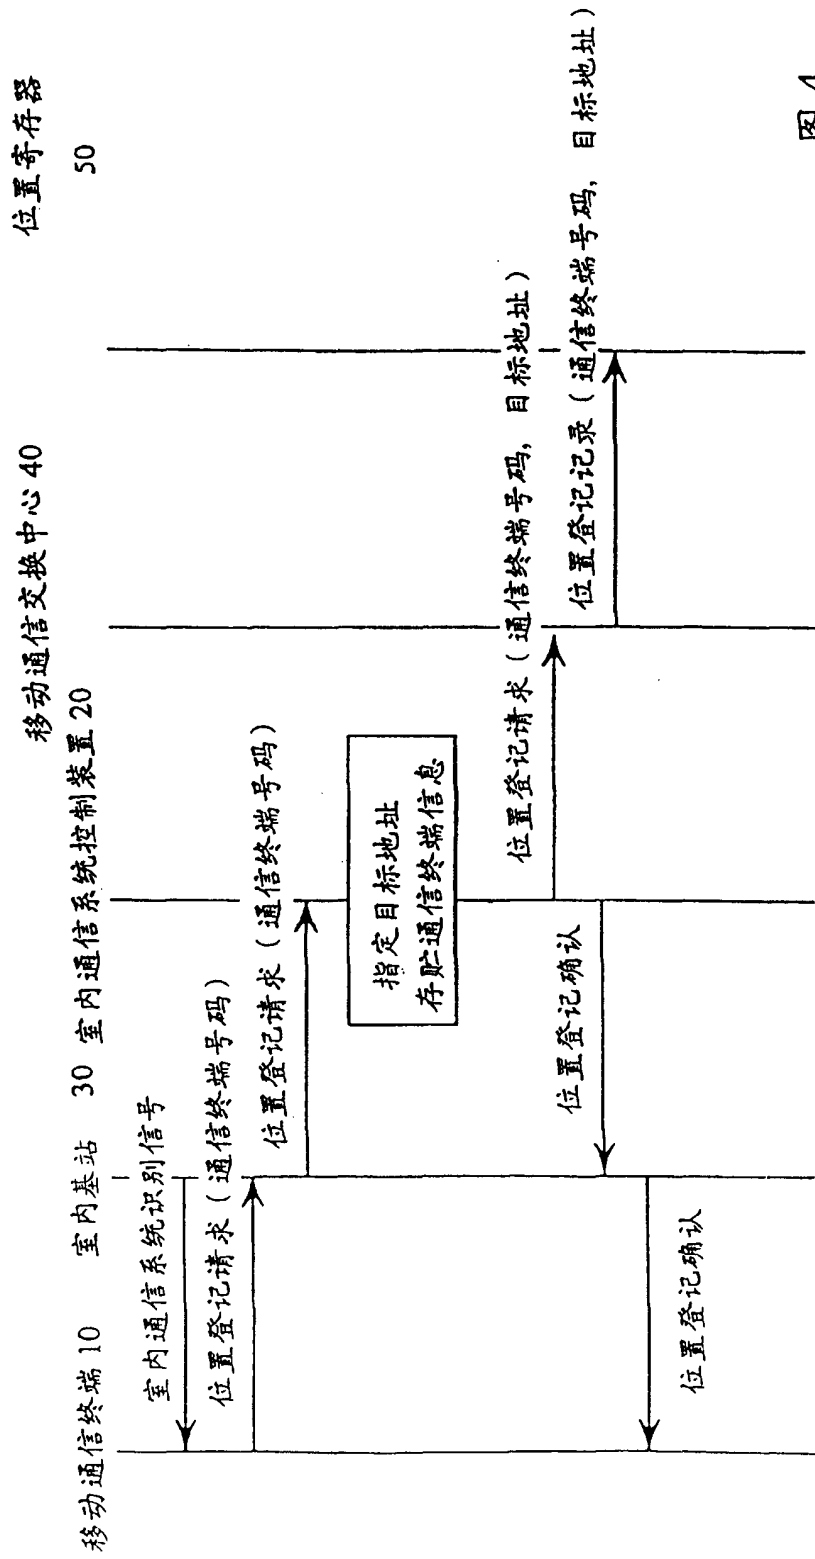 位置寄存器
50
移动通信交换中心 40
室内通信系统控制装置 20
室内基站 30
移动通信终端 10
室内通信系统识别信号
位置登记请求（通信终端号码）
位置登记请求（通信终端号码）
指定目标地址
存贮通信终端信息
位置登记请求（通信终端号码, 目标地址）
位置登记记录（通信终端号码, 目标地址）
位置登记确认
位置登记确认
图 4